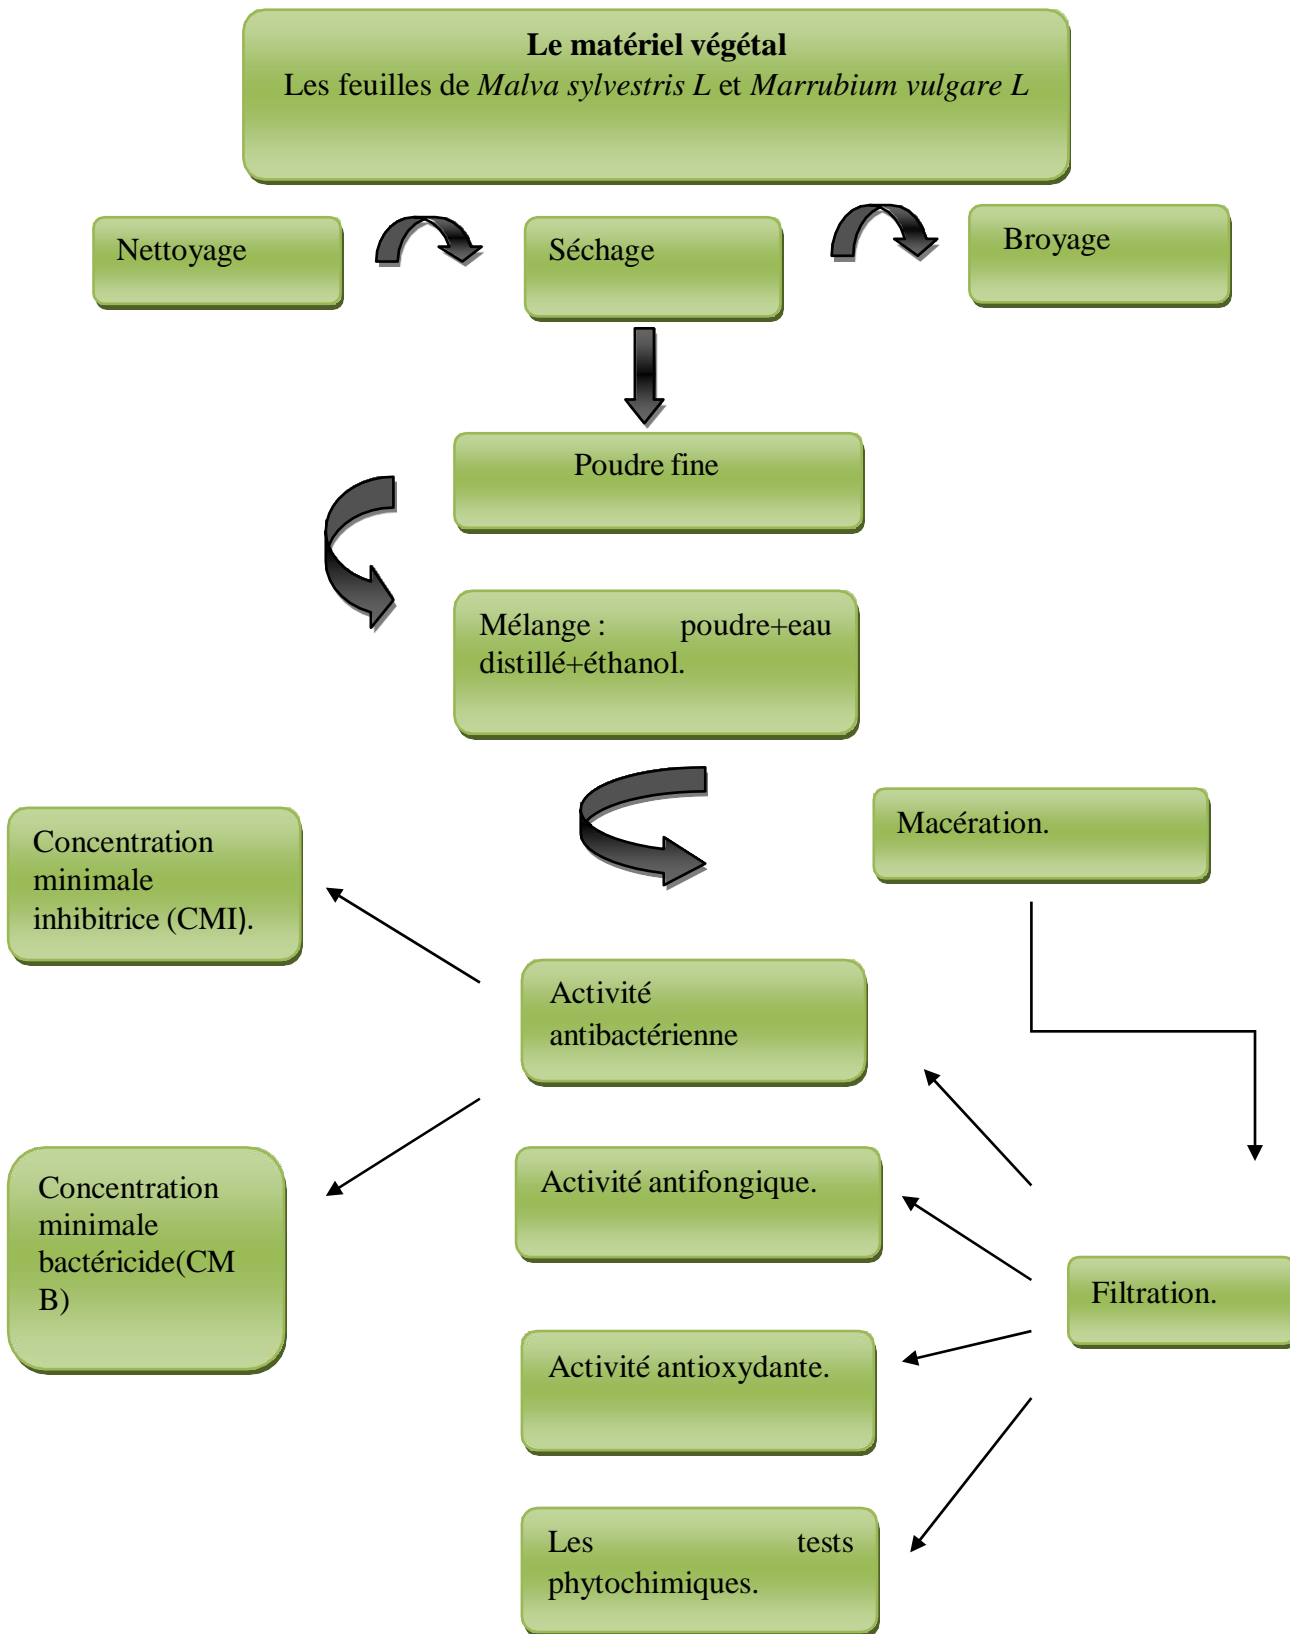 Le matériel végétal
Les feuilles de Malva sylvestris L et Marrubium vulgare L
Nettoyage
Séchage
Broyage
Poudre fine
Mélange : poudre+eau
distillé+éthanol.
Macération.
Concentration
minimale
inhibitrice (CMI).
Activité
antibactérienne
Concentration
minimale
bactéricide(CM
B)
Activité antifongique.
Filtration.
Activité antioxydante.
Les tests
phytochimiques.